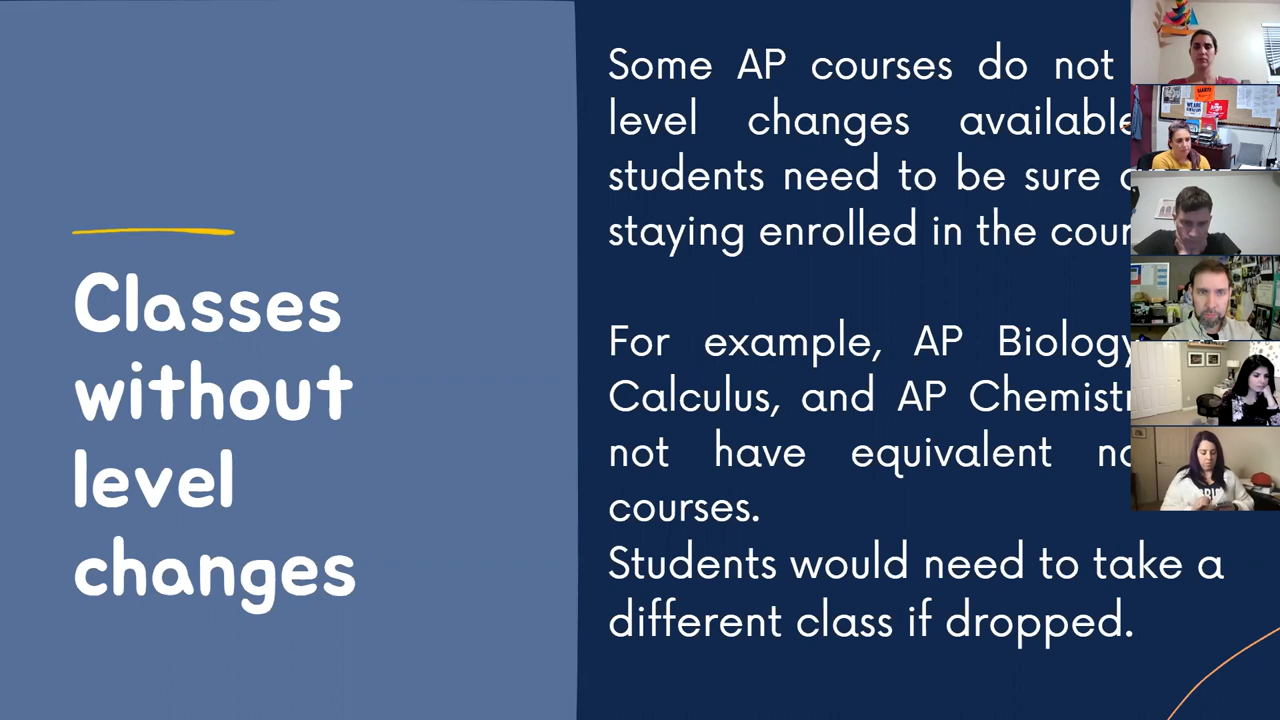 Classes
without
level
changes
Some AP courses do not
level changes available
students need to be sure
staying enrolled in the
For example, AP Biology
Calculus, and AP
not have equivalent
courses.
Students would need to take a
different class if dropped.